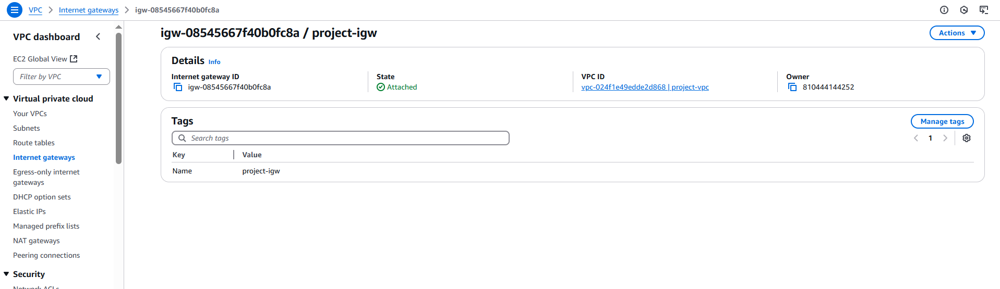 VPC > Internet gateways > igw-08545667f40b0fc8a
VPC dashboard
EC2 Global View
Filter by VPC
Virtual private cloud
Your VPCs
Subnets
Route tables
Internet gateways
Egress-only internet
gateways
DHCP option sets
Elastic IPs
Managed prefix lists
NAT gateways
Peering connections
Security
Network ACLs
igw-08545667f40b0fc8a / project-igw
Actions
Details Info
Internet gateway ID
igw-08545667f40b0fc8a
State
Attached
VPC ID
vpc-024f1e49edde2d868 | project-vpc
Owner
810444144252
Tags
Manage tags
Search tags
1
Key Value
Name project-igw